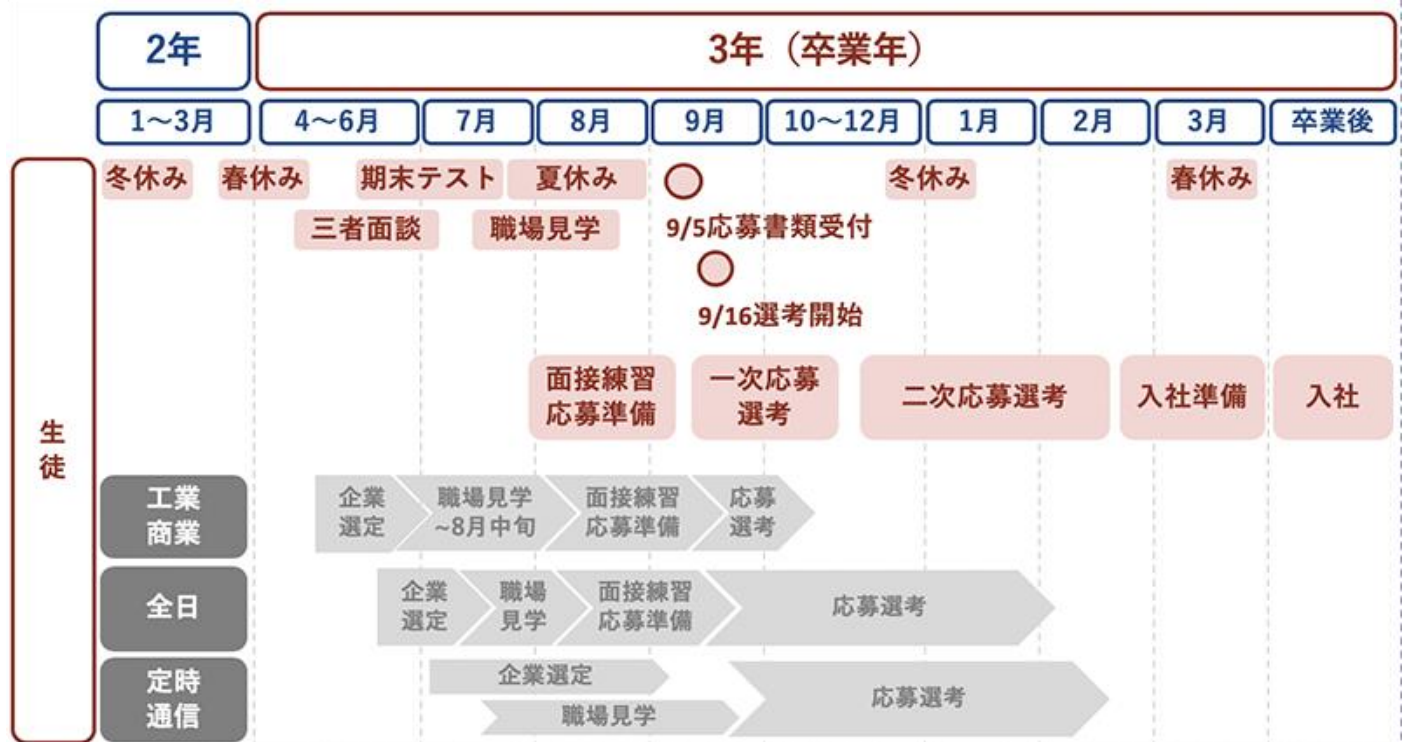 2年
3年（卒業年）
1～3月
4～6月
7月
8月
9月
10～12月
1月
2月
3月
卒業後
生徒
冬休み
春休み
期末テスト
夏休み
冬休み
春休み
三者面談
職場見学
9/5応募書類受付
9/16選考開始
面接練習
応募準備
一次応募
選考
二次応募選考
入社準備
入社
工業
商業
企業
選定
職場見学
~8月中旬
面接練習
応募準備
応募
選考
全日
企業
選定
職場
見学
面接練習
応募準備
応募選考
定時
通信
企業選定
職場見学
応募選考